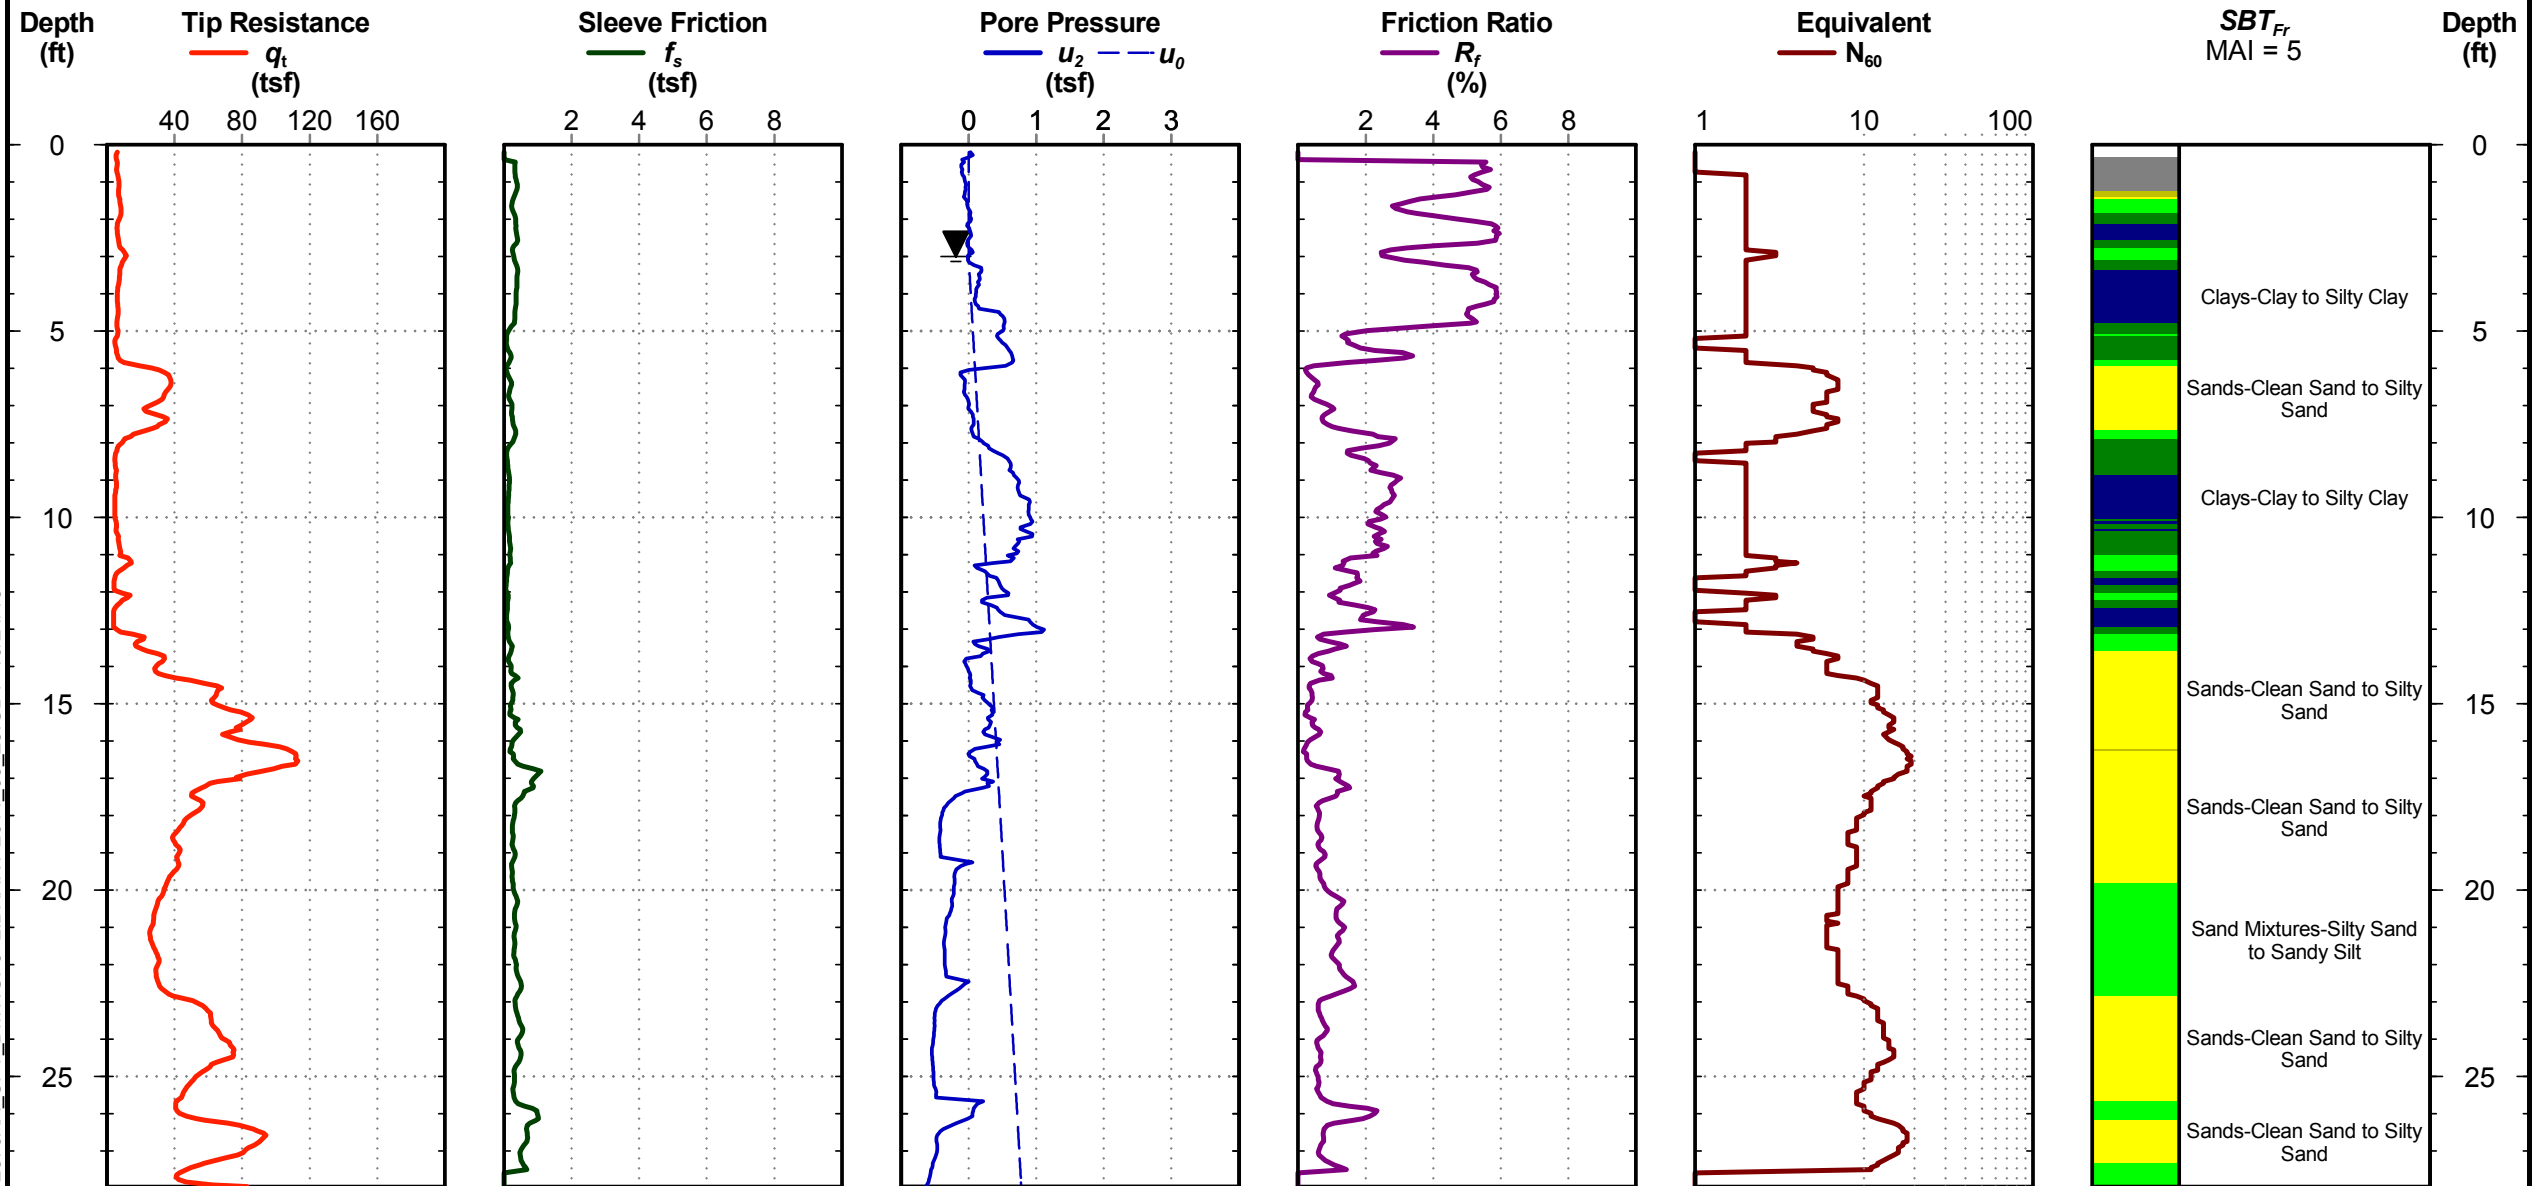 Depth
(ft)
Tip Resistance
qt
(tsf)
Sleeve Friction
fs
(tsf)
Pore Pressure
u2 u0
(tsf)
Friction Ratio
Rf
(%)
Equivalent
N60
SBTFr
MAI = 5
Depth
(ft)
40 80 120 160
2 4 6 8
0 1 2 3
2 4 6 8
1 10 100
0 0
Clays-Clay to Silty Clay
5 5
Sands-Clean Sand to Silty
Sand
Clays-Clay to Silty Clay
10 10
Sands-Clean Sand to Silty
Sand
15 15
Sands-Clean Sand to Silty
Sand
20 20
Sand Mixtures-Silty Sand
to Sandy Silt
Sands-Clean Sand to Silty
Sand
25 25
Sands-Clean Sand to Silty
Sand